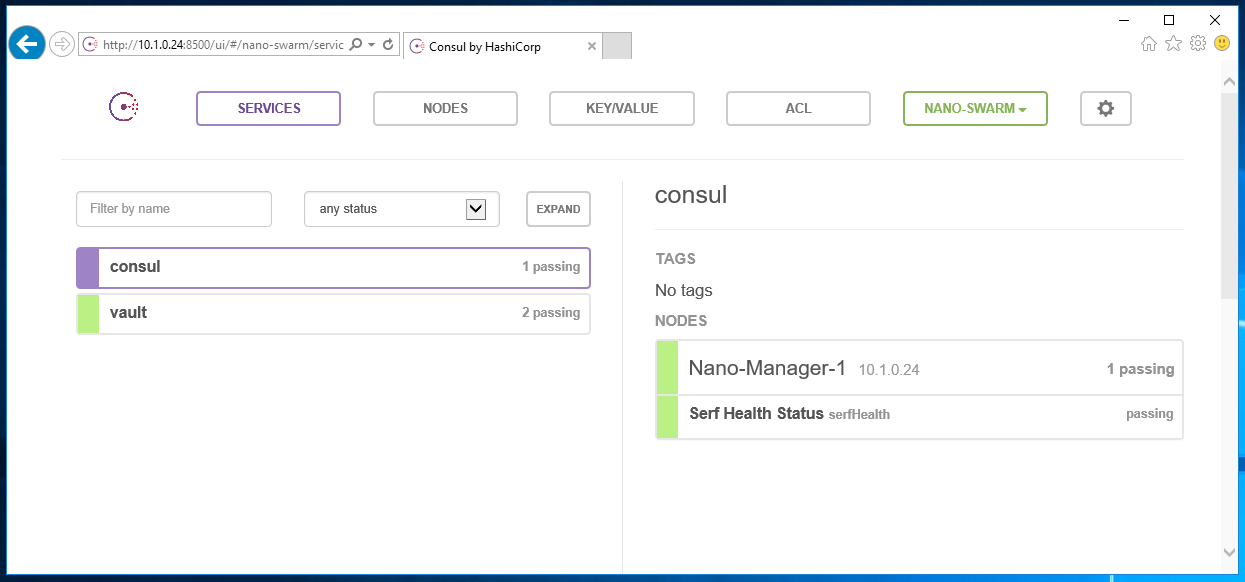 http://10.1.0.24:8500/ui/#/nano-swarm/servic
Consul by HashiCorp
SERVICES
NODES
KEY/VALUE
ACL
NANO-SWARM
Filter by name
any status
EXPAND
consul 1 passing
vault 2 passing
consul
TAGS
No tags
NODES
Nano-Manager-1 10.1.0.24 1 passing
Serf Health Status serfHealth passing